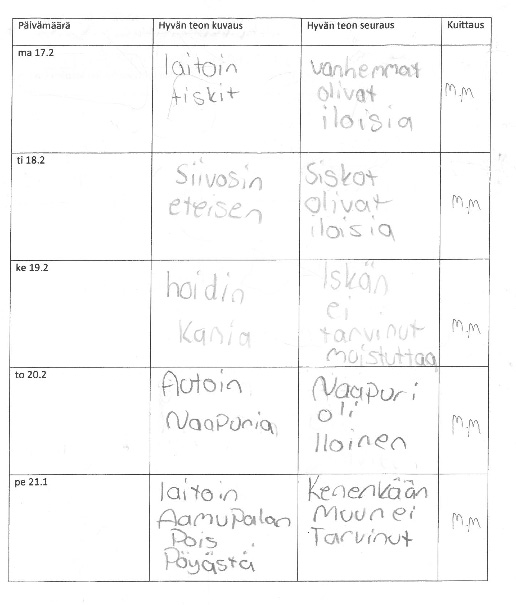 Päivämäärä Hyvän teon kuvaus Hyvän teon seuraus Kuittaus
ma 17.2
laitoin
tiskit
vanhemmat
olivat
iloisia
M,M
ti 18.2
Siivosin
eteisen
Siskot
olivat
iloisia
M,M
ke 19.2
hoidin
Kania
Iskän
ei
tarvinut
muistuttaa
M,M
to 20.2
Autoin
Naapuria
Naapuri
oli
Iloinen
M,M
pe 21.1
laitoin
Aamupalan
Pois
Pöyästä
Kenenkään
Muun ei
Tarvinut
M,M